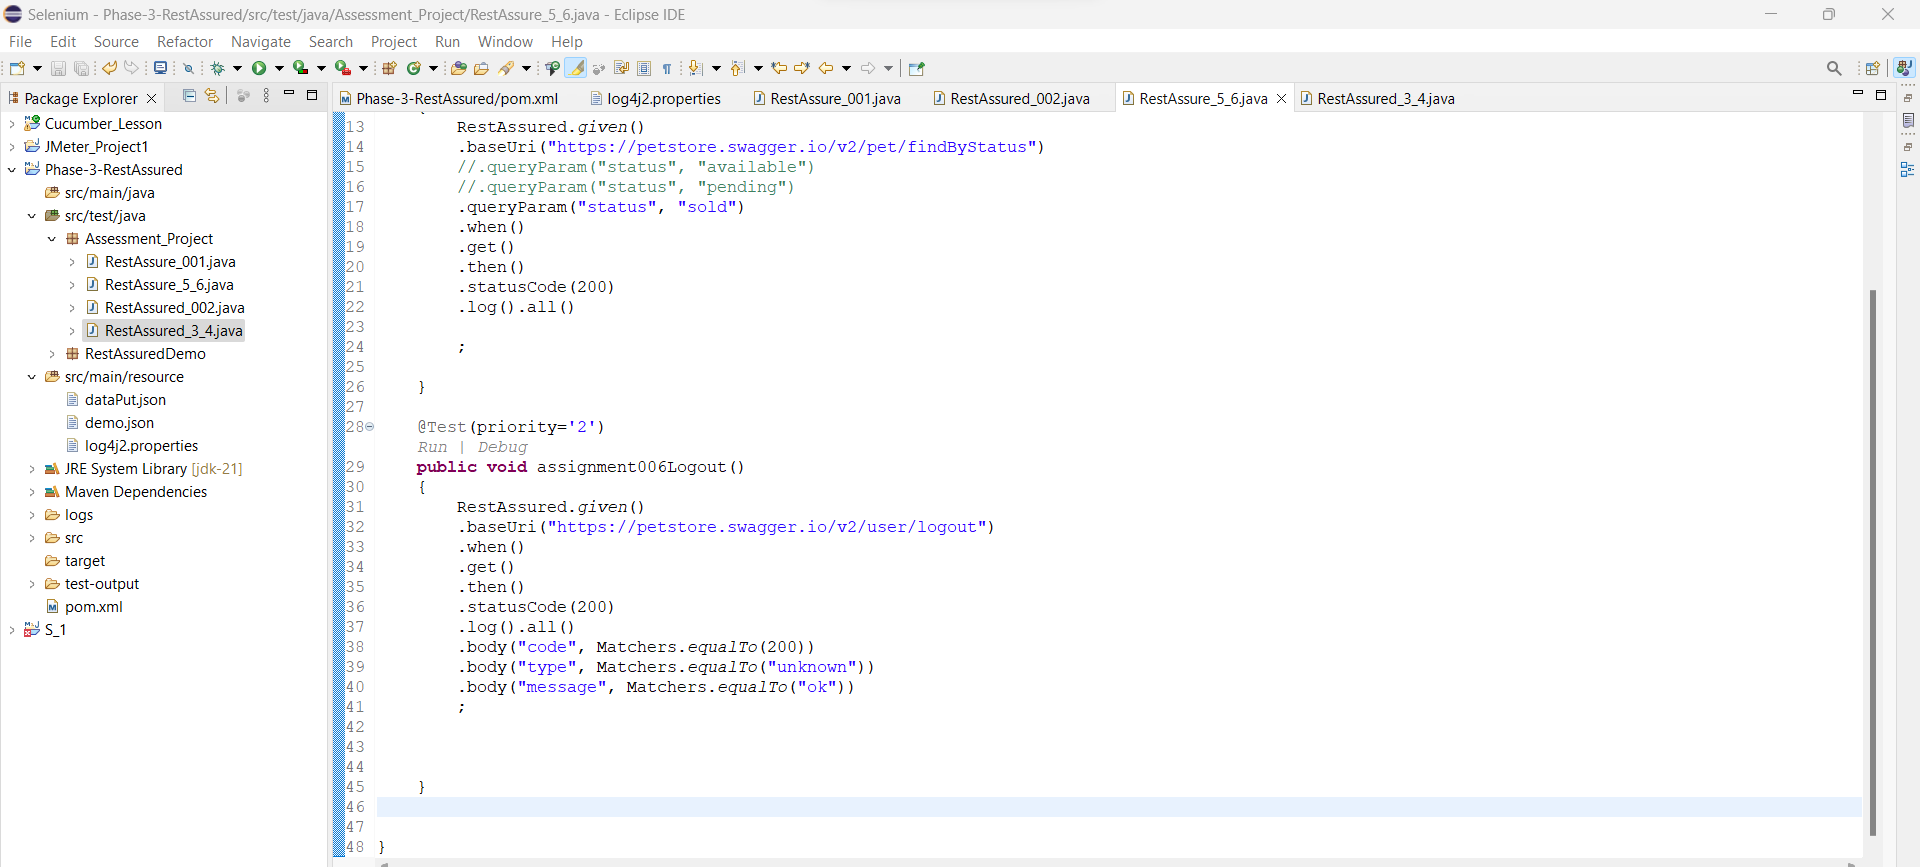 Selenium - Phase-3-RestAssured/src/test/java/Assessment_Project/RestAssure_5_6.java - Eclipse IDE
File Edit Source Refactor Navigate Search Project Run Window Help
Package Explorer
Phase-3-RestAssured/pom.xml log4j2.properties RestAssure_001.java RestAssured_002.java RestAssure_5_6.java RestAssured_3_4.java
Cucumber_Lesson
JMeter_Project1
Phase-3-RestAssured
src/main/java
src/test/java
Assessment_Project
RestAssure_001.java
RestAssure_5_6.java
RestAssured_002.java
RestAssured_3_4.java
RestAssuredDemo
src/main/resource
dataPut.json
demo.json
log4j2.properties
JRE System Library [jdk-21]
Maven Dependencies
logs
src
target
test-output
pom.xml
S_1
13 RestAssured.given()
14 .baseUri("https://petstore.swagger.io/v2/pet/findByStatus")
15 //.queryParam("status", "available")
16 //.queryParam("status", "pending")
17 .queryParam("status", "sold")
18 .when()
19 .get()
20 .then()
21 .statusCode(200)
22 .log().all()
23
24 ;
25
26 }
27
28 @Test(priority='2')
Run | Debug
29 public void assignment006Logout()
30 {
31 RestAssured.given()
32 .baseUri("https://petstore.swagger.io/v2/user/logout")
33 .when()
34 .get()
35 .then()
36 .statusCode(200)
37 .log().all()
38 .body("code", Matchers.equalTo(200))
39 .body("type", Matchers.equalTo("unknown"))
40 .body("message", Matchers.equalTo("ok"))
41 ;
42
43
44
45 }
46
47
48 }